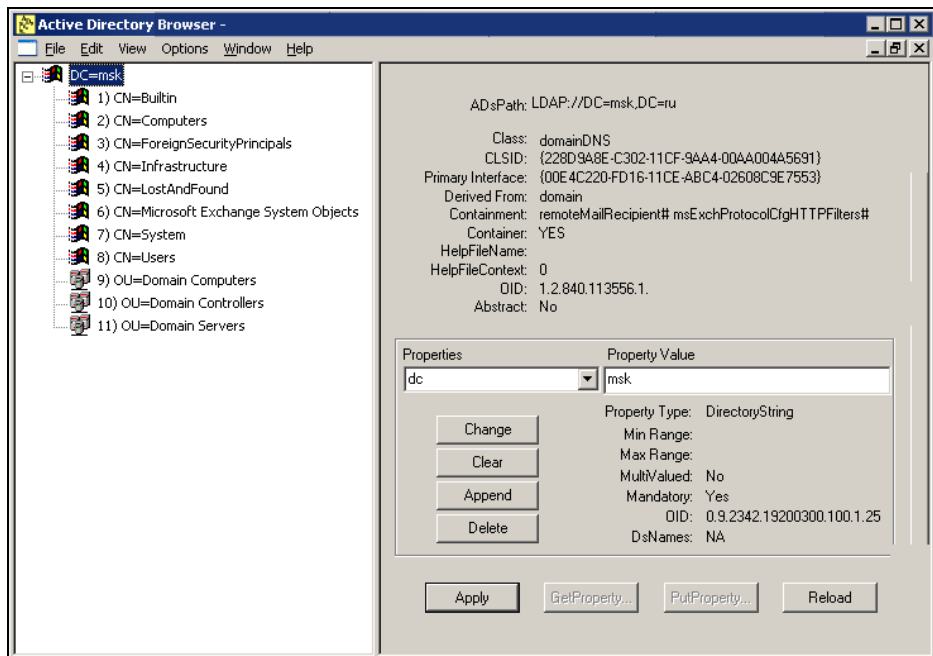 Active Directory Browser -
File Edit View Options Window Help
DC=msk
1) CN=Builtin
2) CN=Computers
3) CN=ForeignSecurityPrincipals
4) CN=Infrastructure
5) CN=LostAndFound
6) CN=Microsoft Exchange System Objects
7) CN=System
8) CN=Users
9) OU=Domain Computers
10) OU=Domain Controllers
11) OU=Domain Servers
ADsPath: LDAP://DC=msk,DC=ru
Class: domainDNS
CLSID: {228D9A8E-C302-11CF-9AA4-00AA004A5691}
Primary Interface: {00E4C220-FD16-11CE-ABC4-02608C9E7553}
Derived From: domain
Containment: remoteMailRecipient# msExchProtocolCfgHTTPFilters#
Container: YES
HelpFileName:
HelpFileContext: 0
OID: 1.2.840.113556.1.
Abstract: No
Properties Property Value
dc msk
Change
Clear
Append
Delete
Property Type: DirectoryString
Min Range:
Max Range:
MultiValued: No
Mandatory: Yes
OID: 0.9.2342.19200300.100.1.25
DsNames: NA
Apply GetProperty... PutProperty... Reload